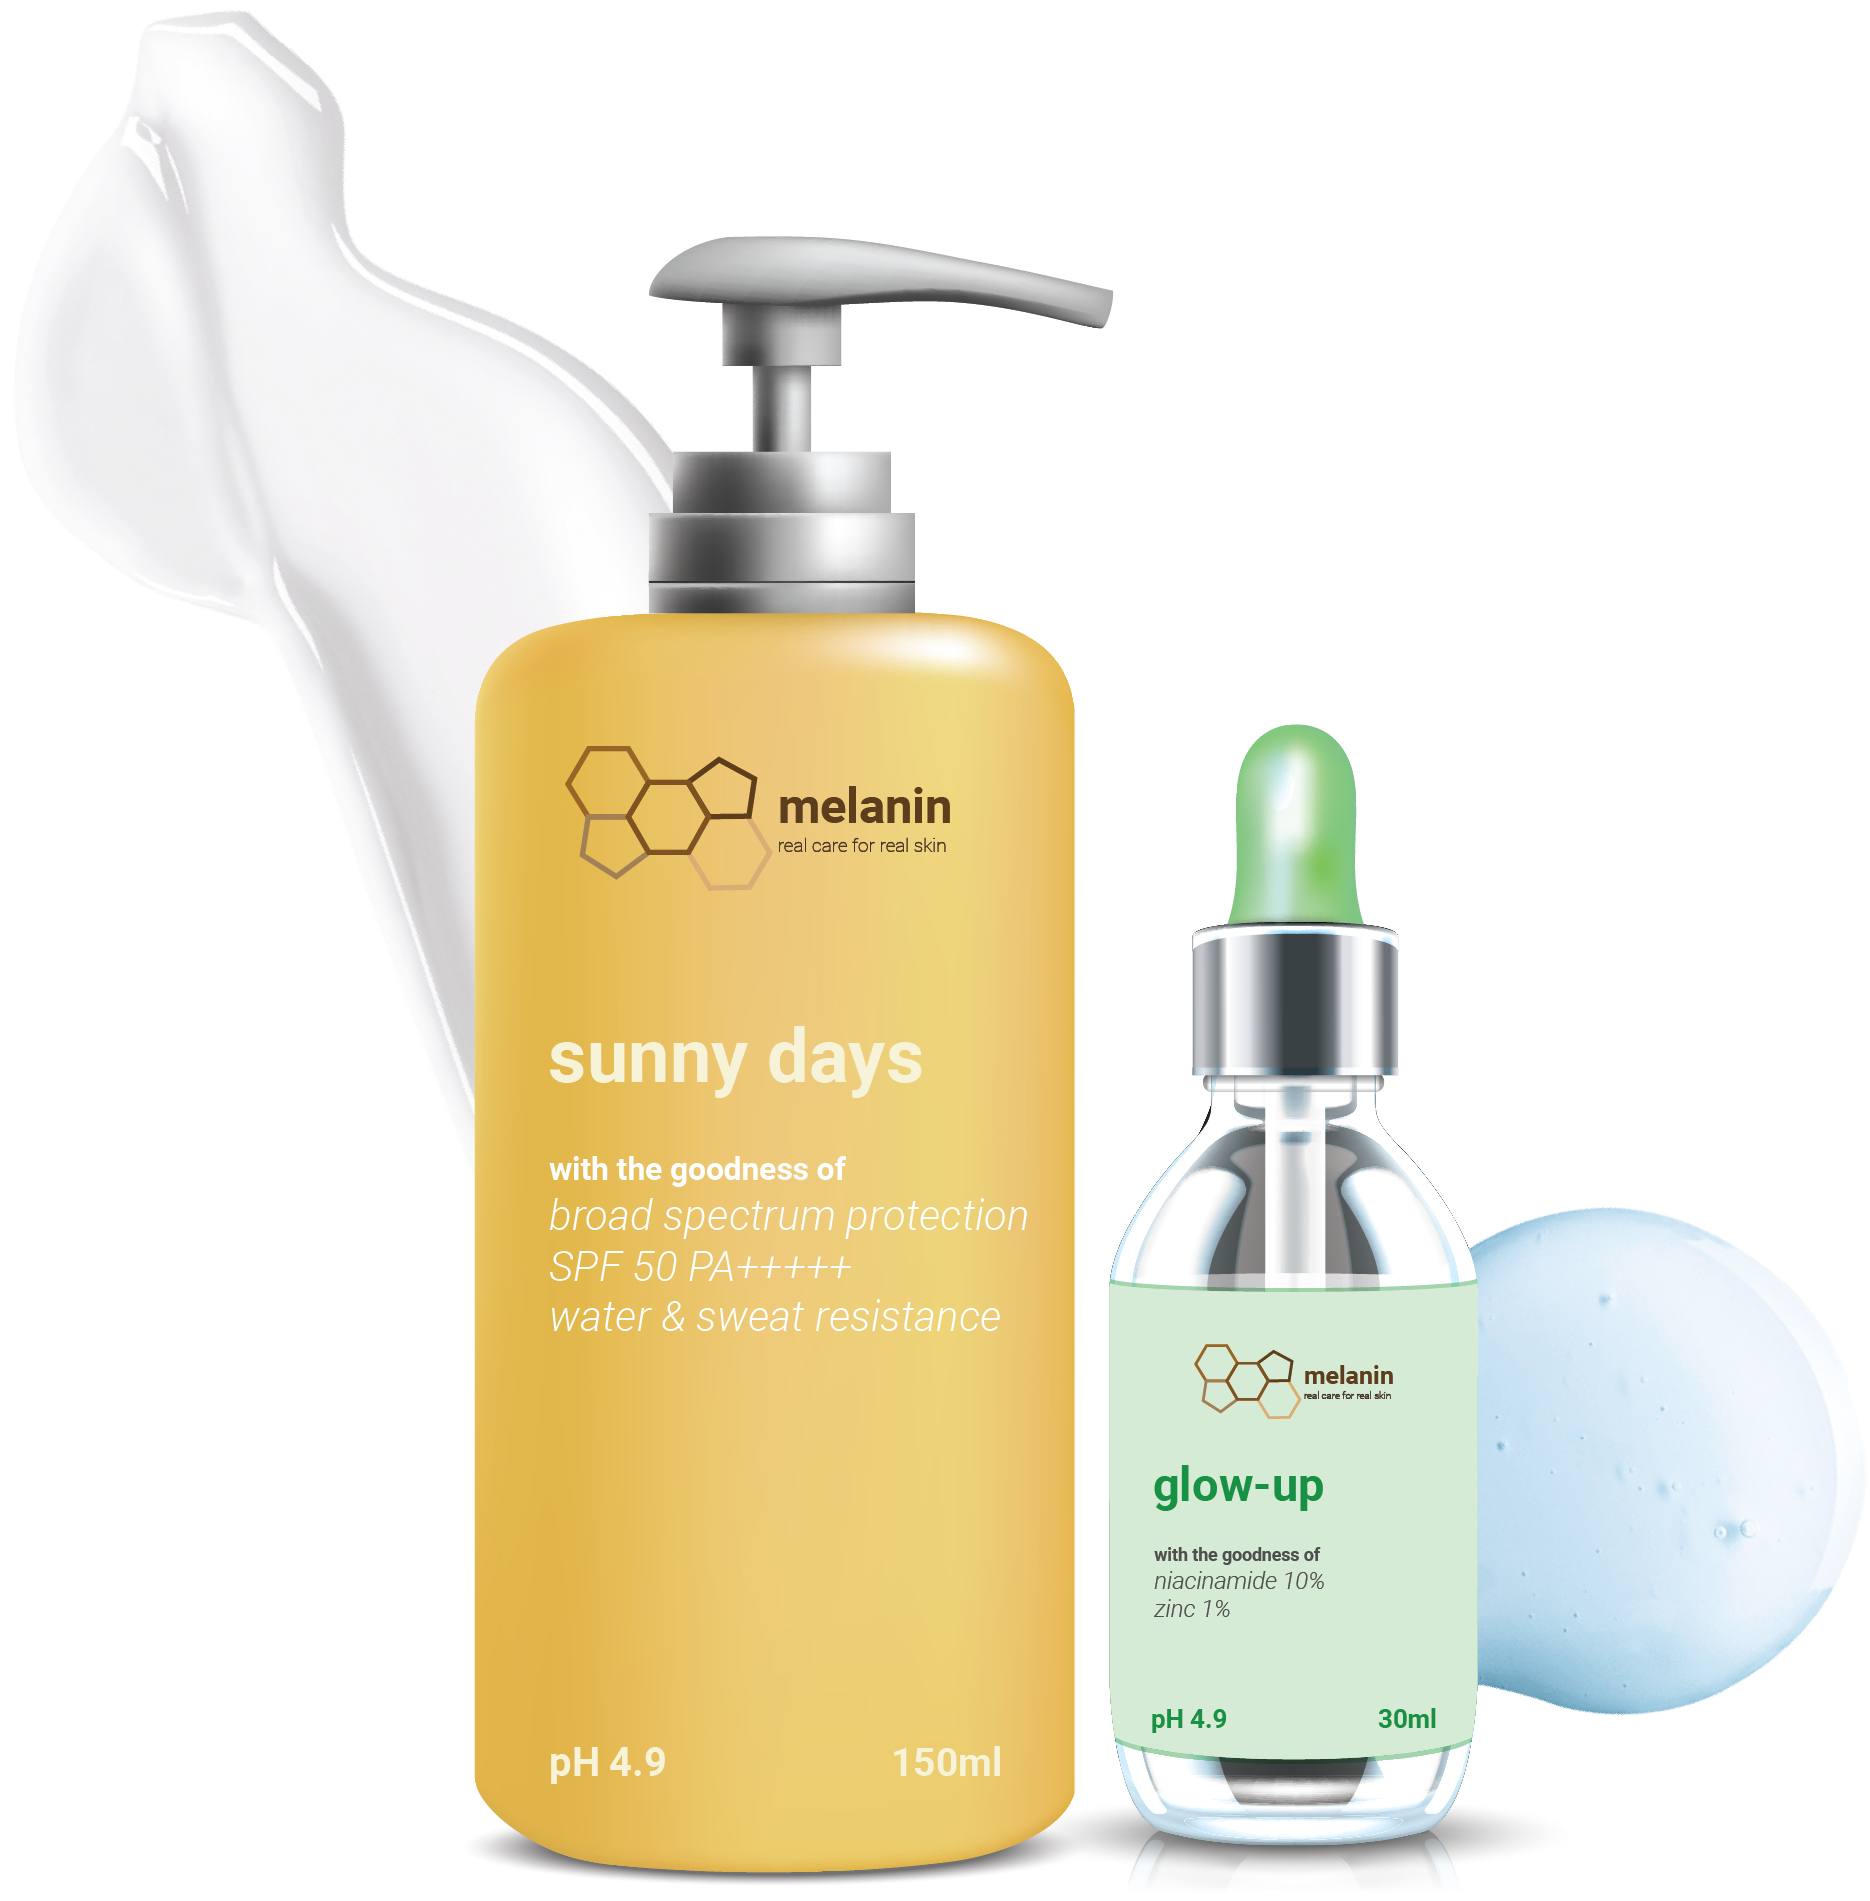 melanin
real care for real skin
sunny days
with the goodness of
broad spectrum protection
SPF 50 PA+++++
water & sweat resistance
pH 4.9 150ml
melanin
real care for real skin
glow-up
with the goodness of
niacinamide 10%
zinc 1%
pH 4.9 30ml